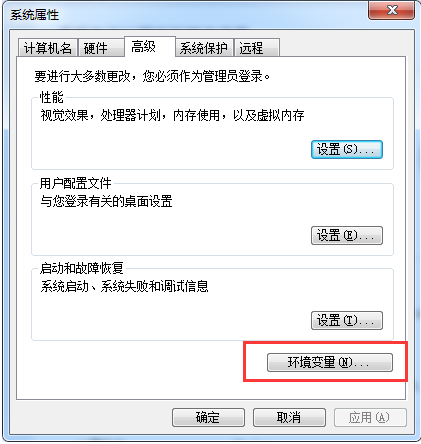 系统属性
计算机名 硬件 高级 系统保护 远程
要进行大多数更改，您必须作为管理员登录。
性能
视觉效果，处理器计划，内存使用，以及虚拟内存
设置(S)...
用户配置文件
与您登录有关的桌面设置
设置(E)...
启动和故障恢复
系统启动、系统失败和调试信息
设置(T)...
环境变量(N)...
确定 取消 应用(A)